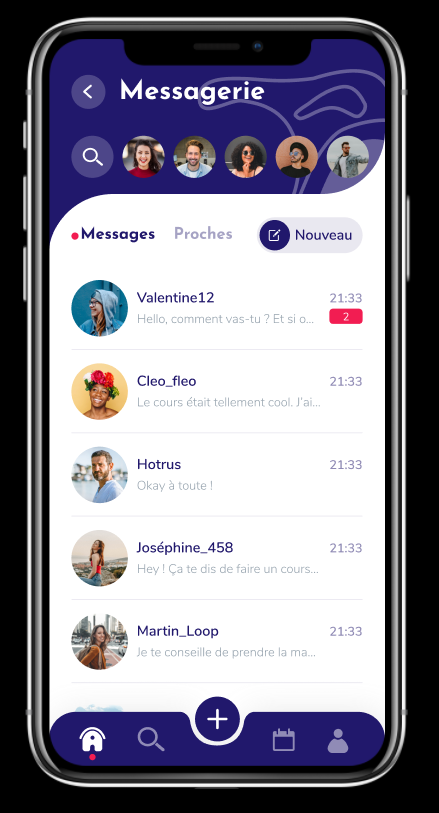 Messagerie
Messages Proches Nouveau
Valentine12 21:33
Hello, comment vas-tu ? Et si o... 2
Cleo_fleo 21:33
Le cours était tellement cool. J'ai...
Hotrus 21:33
Okay à toute !
Joséphine_458 21:33
Hey ! Ça te dis de faire un cours...
Martin_Loop 21:33
Je te conseille de prendre la ma...